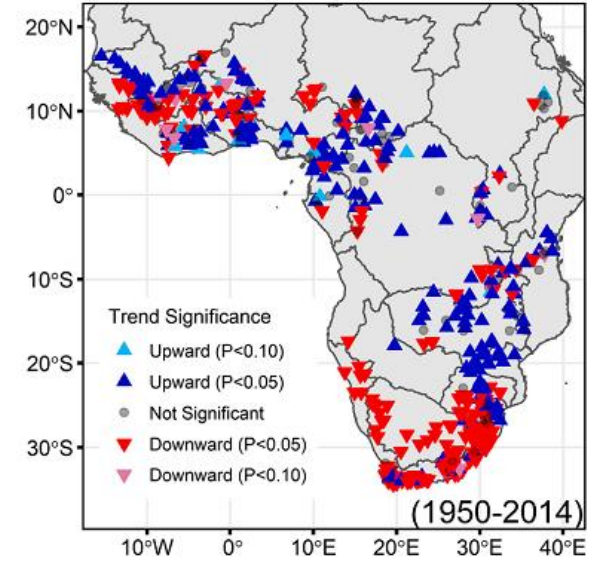 20°N
10°N
0°
10°S
20°S
30°S
Trend Significance
Upward (P<0.10)
Upward (P<0.05)
Not Significant
Downward (P<0.05)
Downward (P<0.10)
(1950-2014)
10°W 0° 10°E 20°E 30°E 40°E